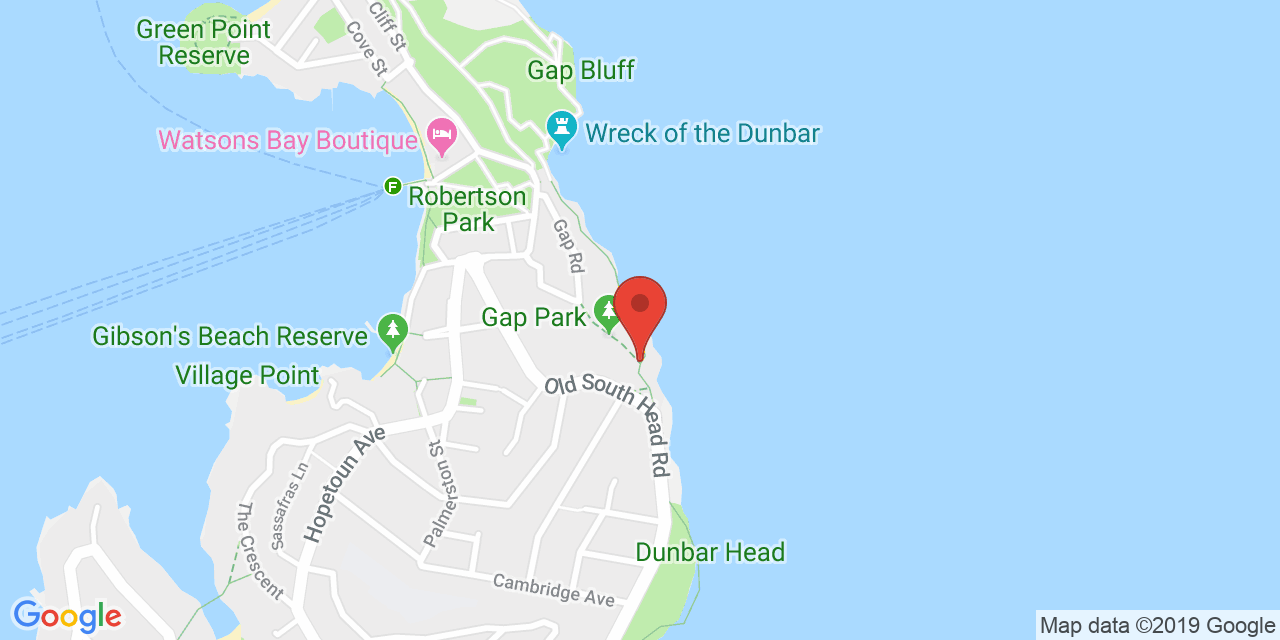 Green Point
Reserve
Cliff St
Cove St
Gap Bluff
Wreck of the Dunbar
Watsons Bay Boutique
F
Robertson
Park
Gap Rd
Gap Park
Gibson's Beach Reserve
Village Point
Old South Head Rd
Hopetoun Ave
Palmerston St
Sassafras Ln
The Crescent
Dunbar Head
Cambridge Ave
Google
Map data ©2019 Google